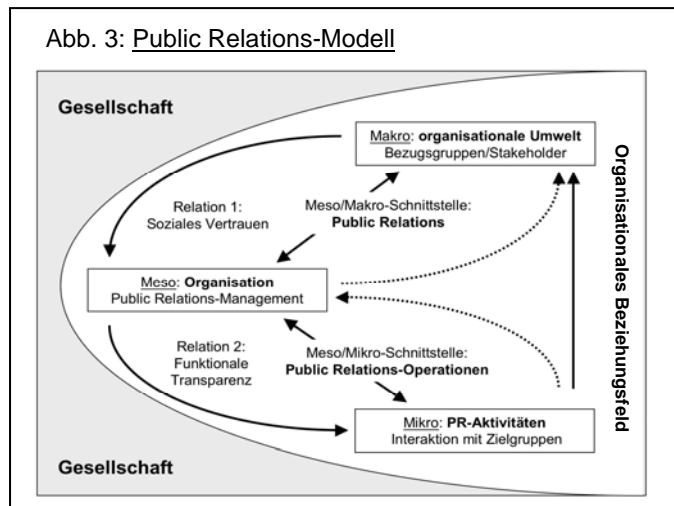 Abb. 3: Public Relations-Modell
Gesellschaft
Makro: organisationale Umwelt
Bezugsgruppen/Stakeholder
Relation 1:
Soziales Vertrauen
Meso/Makro-Schnittstelle:
Public Relations
Meso: Organisation
Public Relations-Management
Relation 2:
Funktionale
Transparenz
Meso/Mikro-Schnittstelle:
Public Relations-Operationen
Mikro: PR-Aktivitäten
Interaktion mit Zielgruppen
Gesellschaft
Organisationales Beziehungsfeld